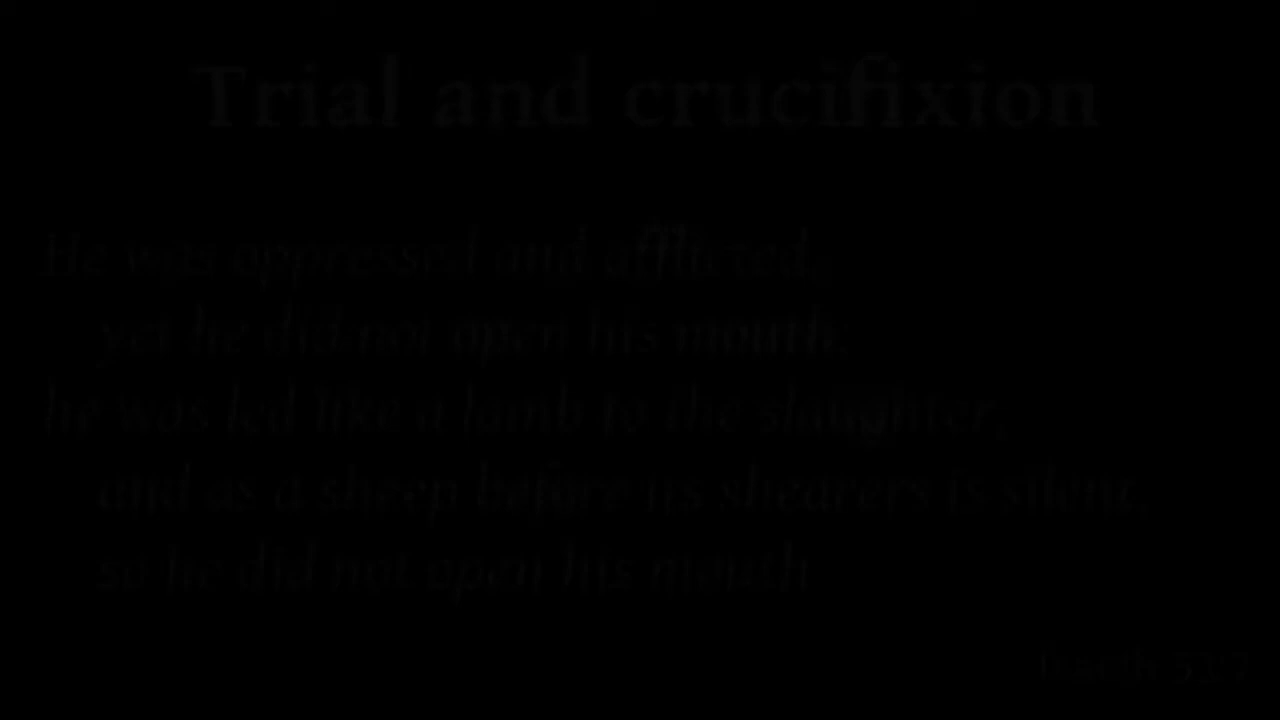 Trial and crucifixion
He was oppressed and afflicted,
yet he did not open his mouth;
he was led like a lamb to the slaughter,
and as a sheep before its shearers is silent,
so he did not open his mouth
Isaiah 53:7